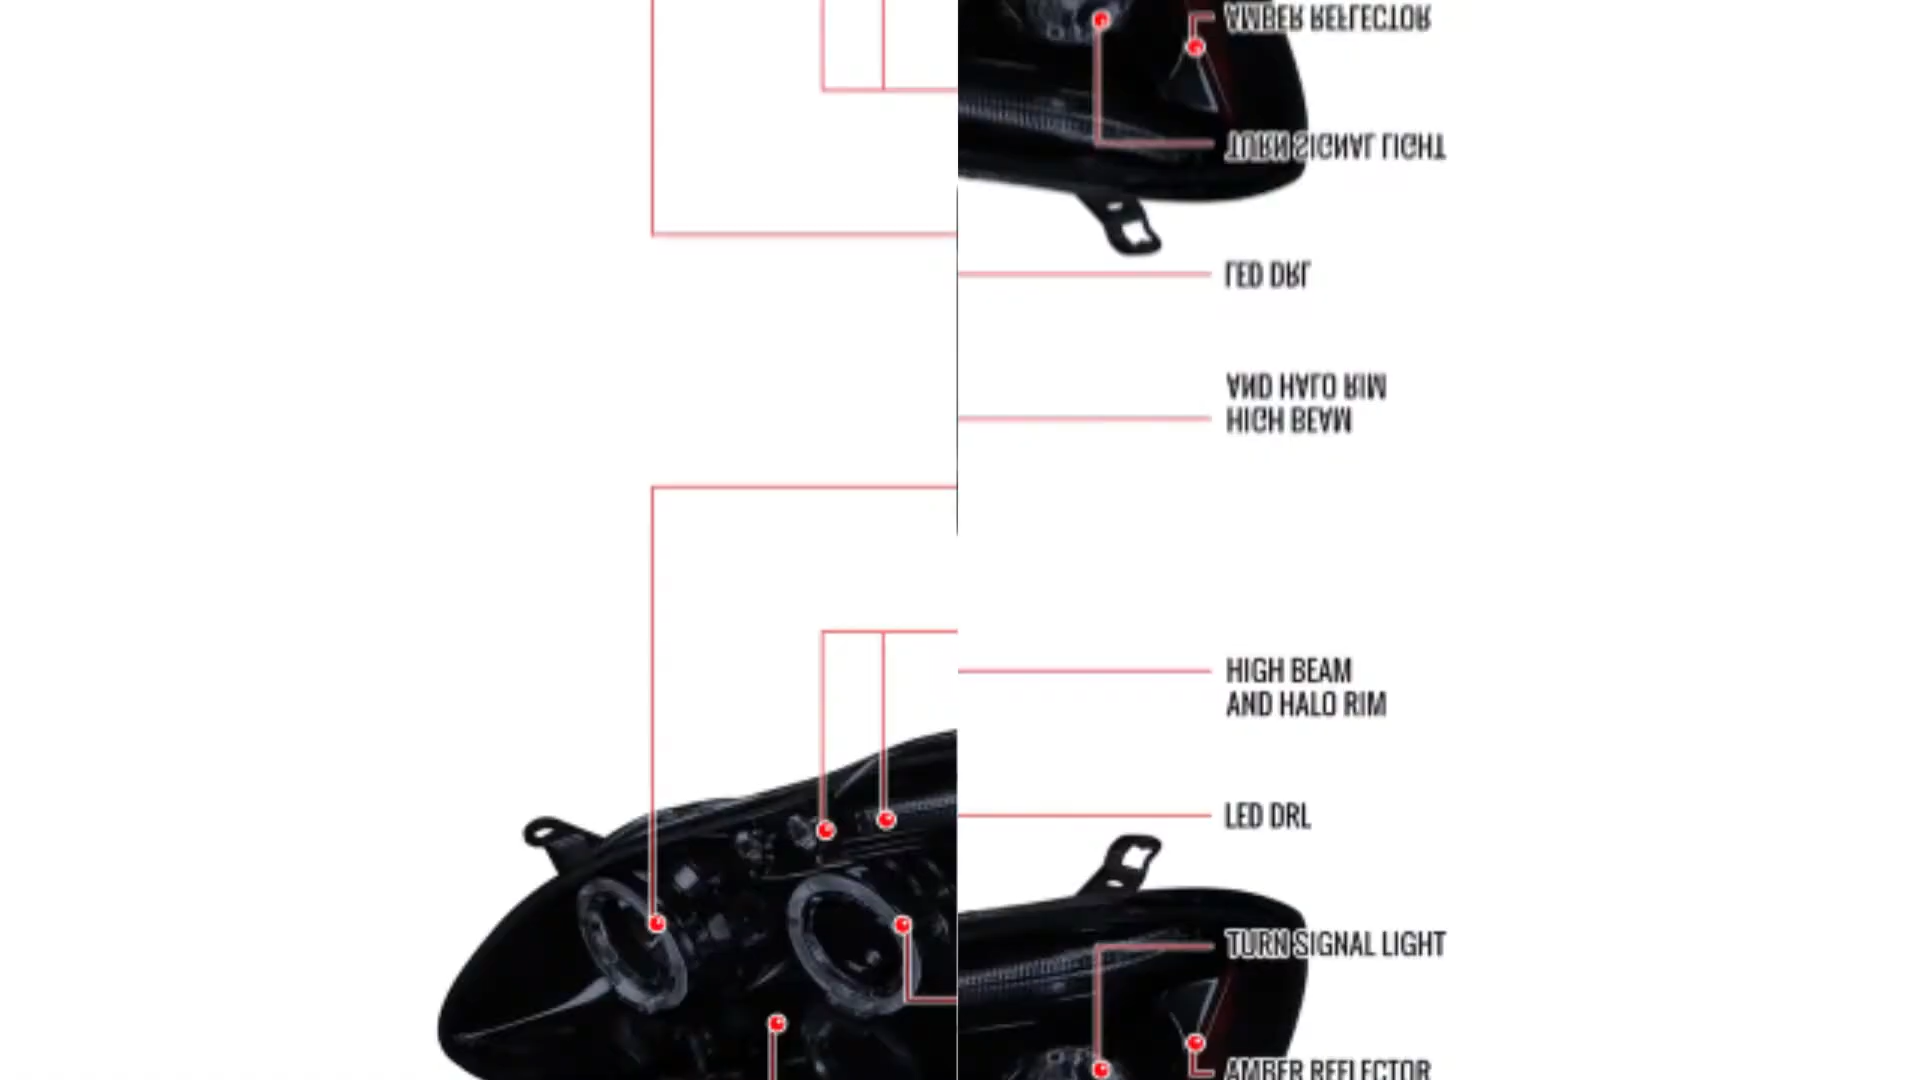 AMBER REFLECTOR
TURN SIGNAL LIGHT
LED DRL
AND HALO RIM
HIGH BEAM
HIGH BEAM
AND HALO RIM
LED DRL
TURN SIGNAL LIGHT
AMBER REFLECTOR